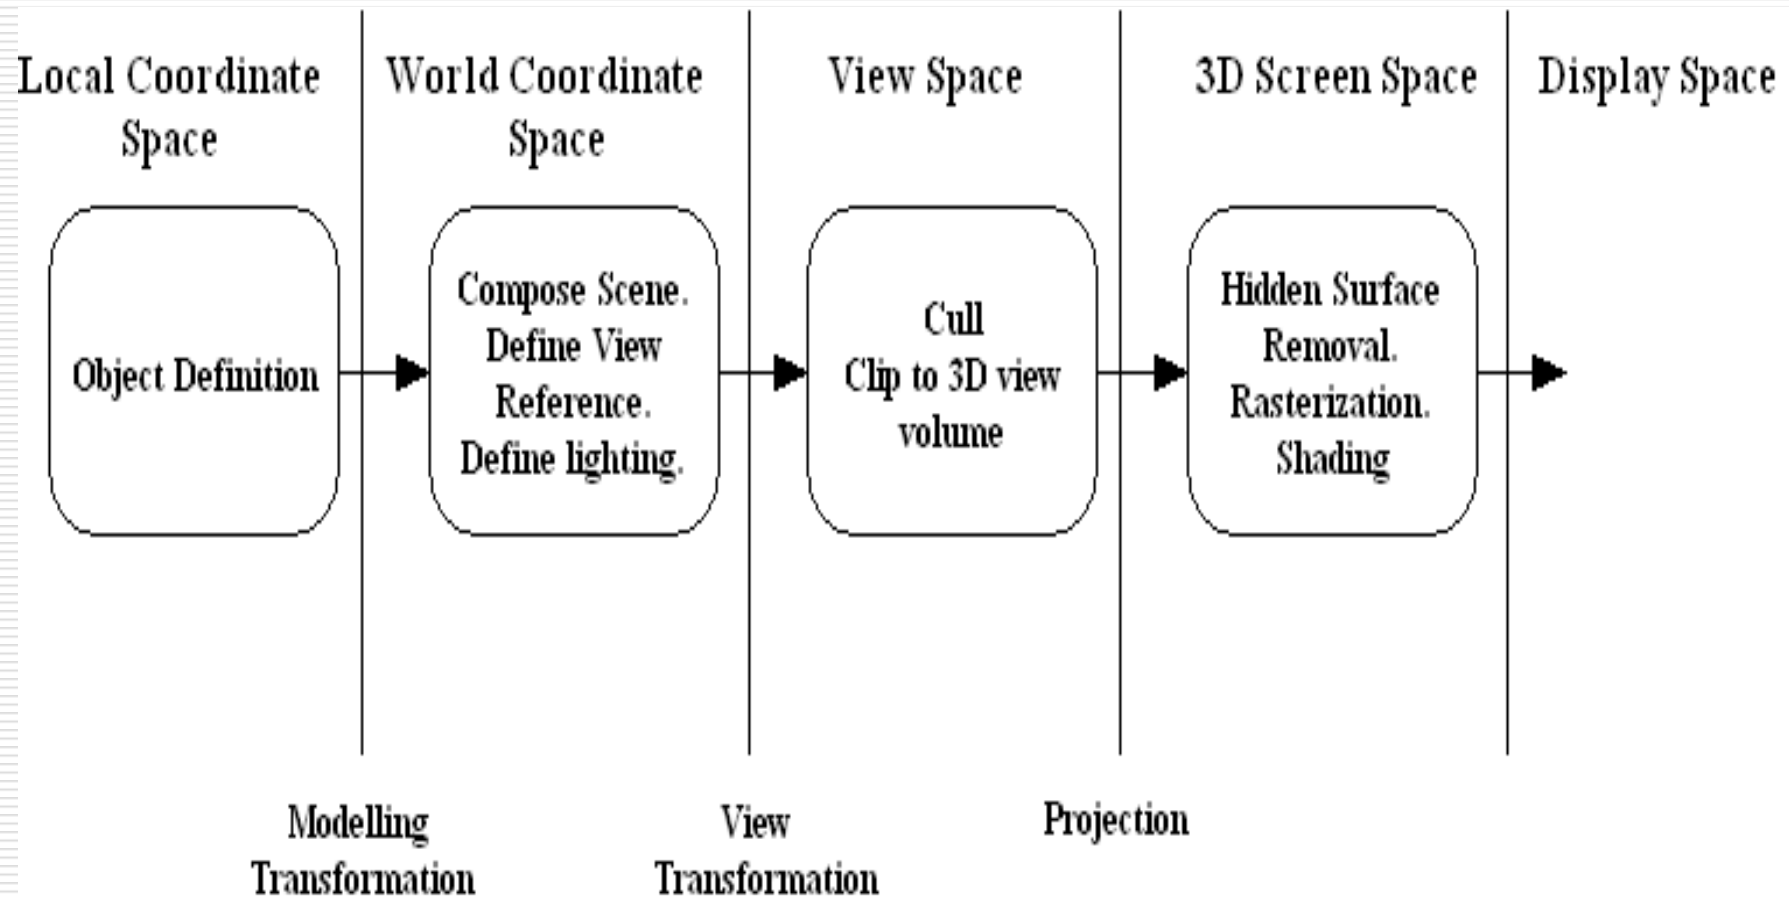 Local Coordinate
Space
World Coordinate
Space
View Space
3D Screen Space
Display Space
Object Definition
Compose Scene.
Define View
Reference.
Define lighting.
Cull
Clip to 3D view
volume
Hidden Surface
Removal.
Rasterization.
Shading
Modelling
Transformation
View
Transformation
Projection